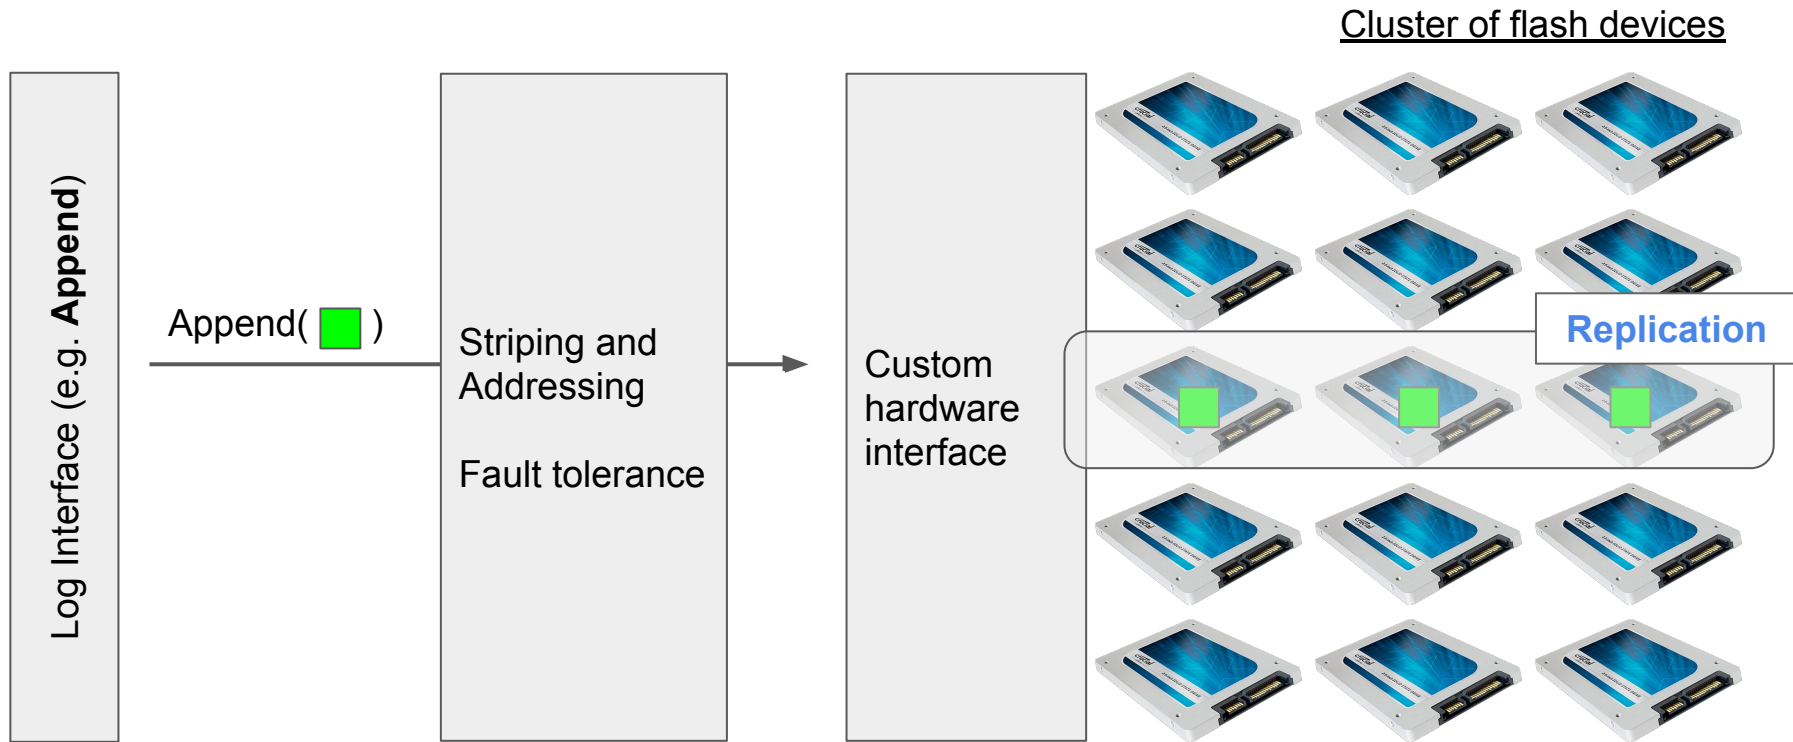 Cluster of flash devices
Log Interface (e.g. Append)
Append( )
Striping and
Addressing
Fault tolerance
Custom
hardware
interface
Replication